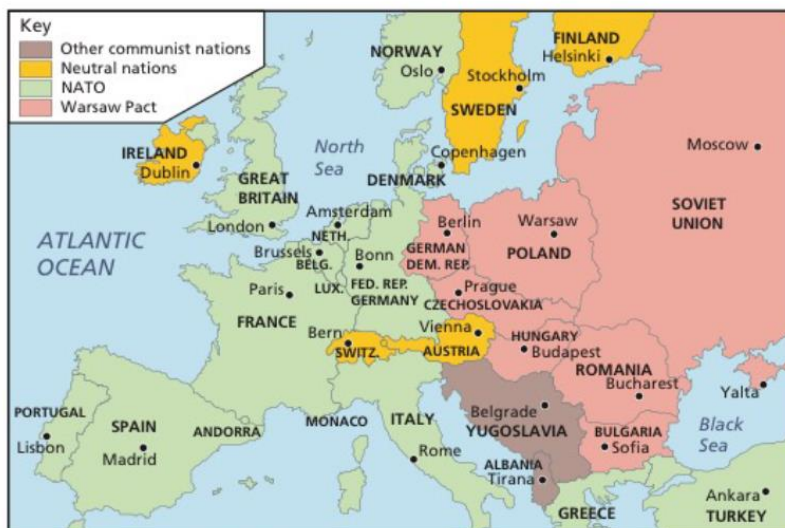 Key
Other communist nations
Neutral nations
NATO
Warsaw Pact
NORWAY
Oslo
FINLAND
Helsinki
Stockholm
SWEDEN
Moscow
North
Sea
IRELAND
Dublin
Copenhagen
DENMARK
GREAT
BRITAIN
London
SOVIET
UNION
Amsterdam
NETH.
Berlin
Warsaw
ATLANTIC
OCEAN
Brussels
BELG.
Bonn
GERMAN
DEM. REP.
POLAND
LUX.
FED. REP.
GERMANY
Paris
Prague
CZECHOSLOVAKIA
FRANCE
Bern
SWITZ.
Vienna
AUSTRIA
HUNGARY
Budapest
ROMANIA
Bucharest
Yalta
PORTUGAL
Lisbon
SPAIN
Madrid
ANDORRA
MONACO
ITALY
Rome
Belgrade
YUGOSLAVIA
BULGARIA
Sofia
Black
Sea
ALBANIA
Tirana
GREECE
Ankara
TURKEY